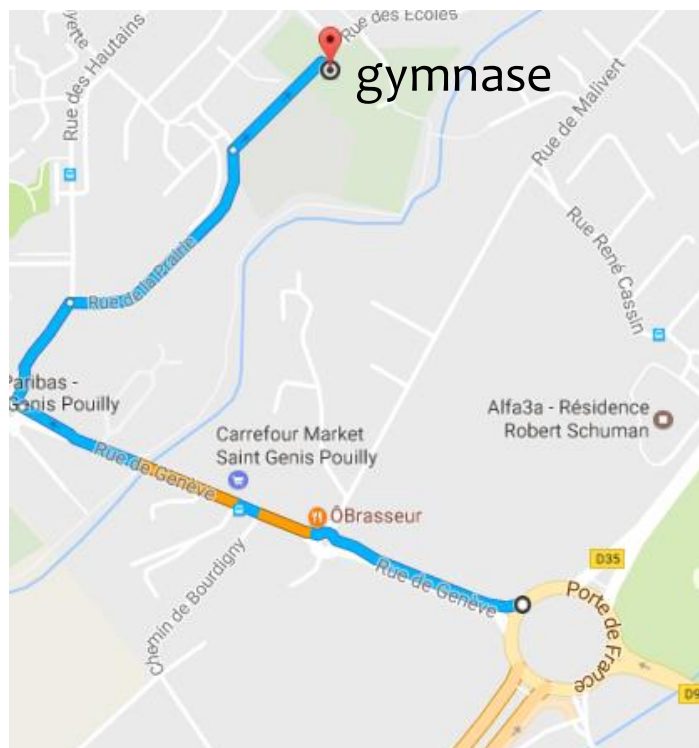 Rue des Écoles
gymnase
Rue des Hautains
Rue de Malivert
Rue René Cassin
Rue de la Prairie
Paribas -
Genis Pouilly
Alfa3a - Résidence
Robert Schuman
Carrefour Market
Saint Genis Pouilly
Rue de Genève
ÔBrasseur
D35
Rue de Genève
Porte de France
Chemin de Bourdigny
D9